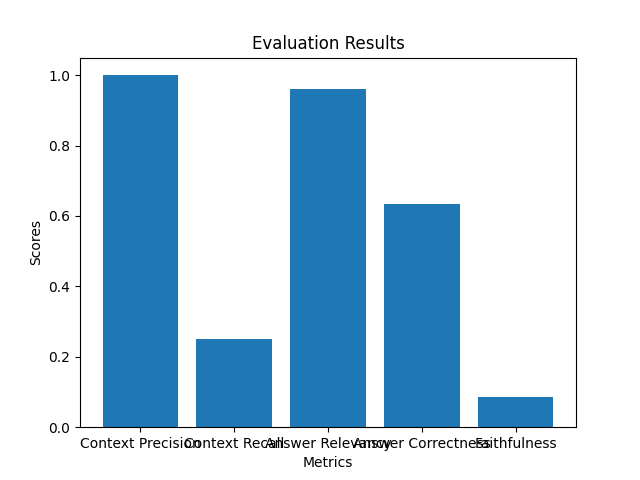 Evaluation Results
1.0
0.8
0.6
0.4
0.2
0.0
Scores
Context Precision Context Recall Answer Relevancy Answer Correctness Faithfulness
Metrics